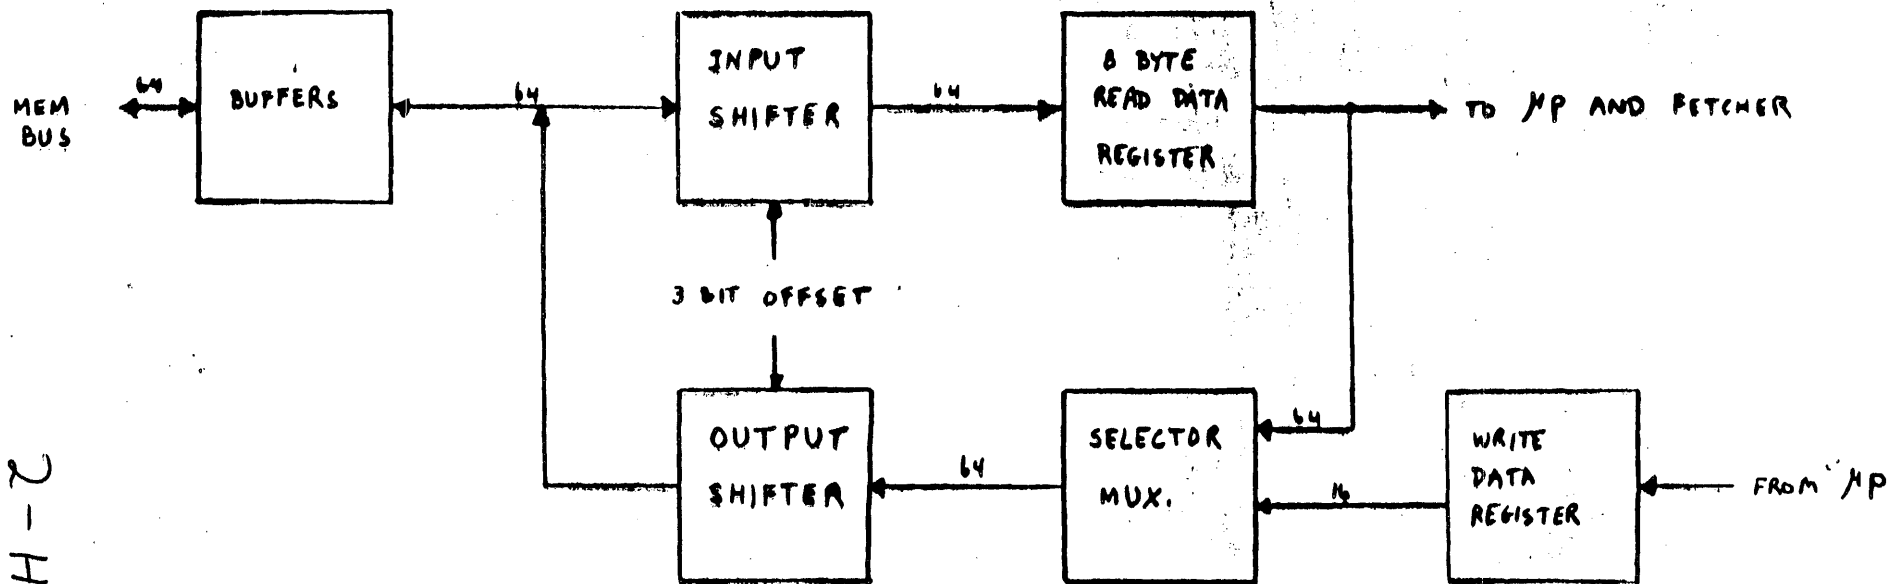 MEM
BUS
64
BUFFERS
64
INPUT
SHIFTER
64
8 BYTE
READ DATA
REGISTER
TO μP AND FETCHER
3 BIT OFFSET
OUTPUT
SHIFTER
64
SELECTOR
MUX.
64
16
WRITE
DATA
REGISTER
FROM μP
H-2